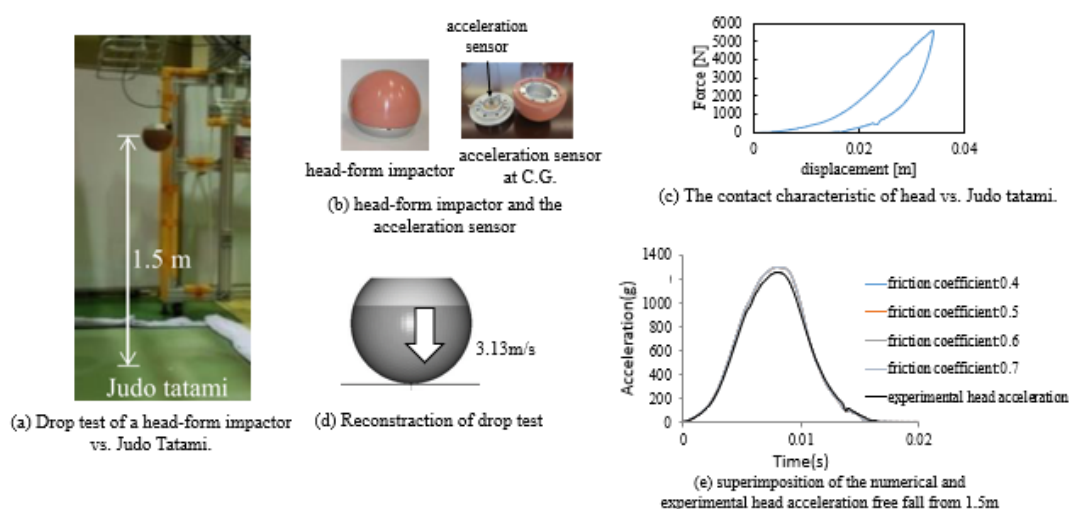 1.5 m
Judo tatami
(a) Drop test of a head-form impactor
vs. Judo Tatami.
acceleration
sensor
head-form impactor
acceleration sensor
at C.G.
(b) head-form impactor and the
acceleration sensor
Force [N]
6000
5000
4000
3000
2000
1000
0
0
0.02
0.04
displacement [m]
(c) The contact characteristic of head vs. Judo tatami.
3.13m/s
(d) Reconstraction of drop test
Acceleration(g)
1400
1200
1000
800
600
400
200
0
0
0.01
0.02
Time(s)
friction coefficient:0.4
friction coefficient:0.5
friction coefficient:0.6
friction coefficient:0.7
experimental head acceleration
(e) superimposition of the numerical and
experimental head acceleration free fall from 1.5m